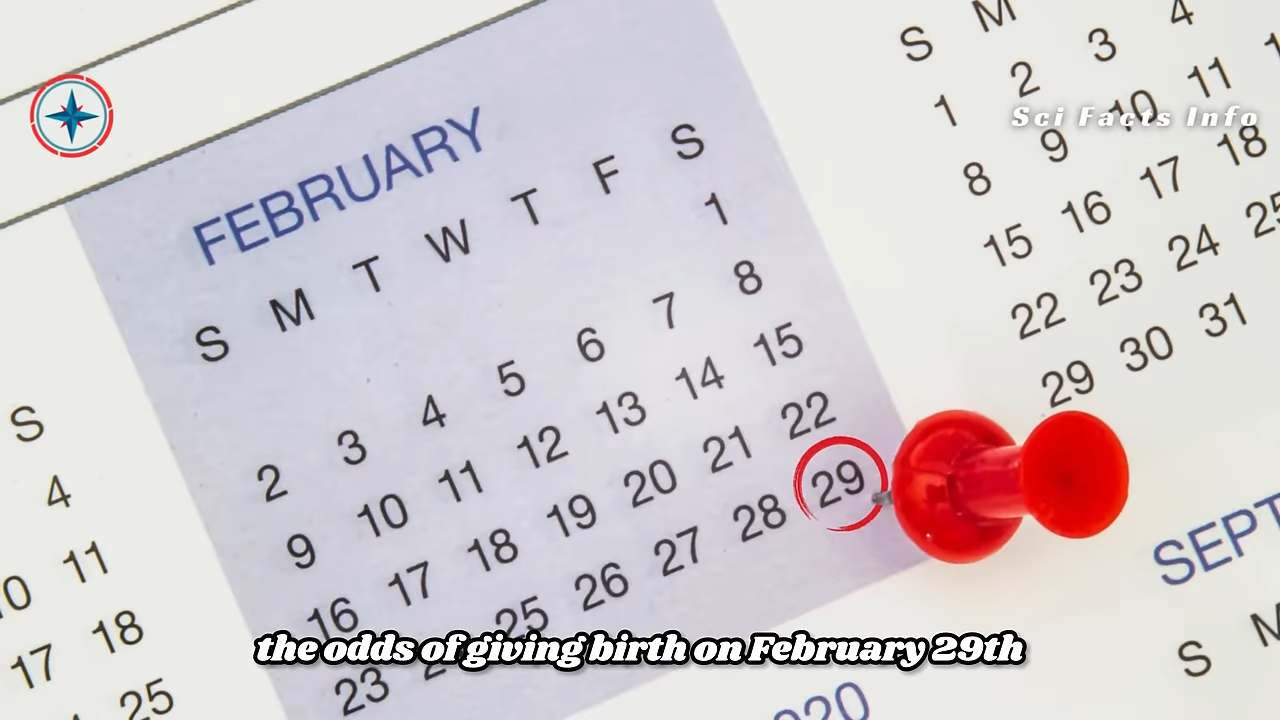 Sci Facts Info
FEBRUARY
S M T W T F S
1
2 3 4 5 6 7 8
9 10 11 12 13 14 15
16 17 18 19 20 21 22
23 25 26 27 28 29
S
4
11
17 18
25
S M
1 2 3 4
8 9 10 11
15 16 17 18
22 23 24 25
29 30 31
SEPT
S M
the odds of giving birth on February 29th